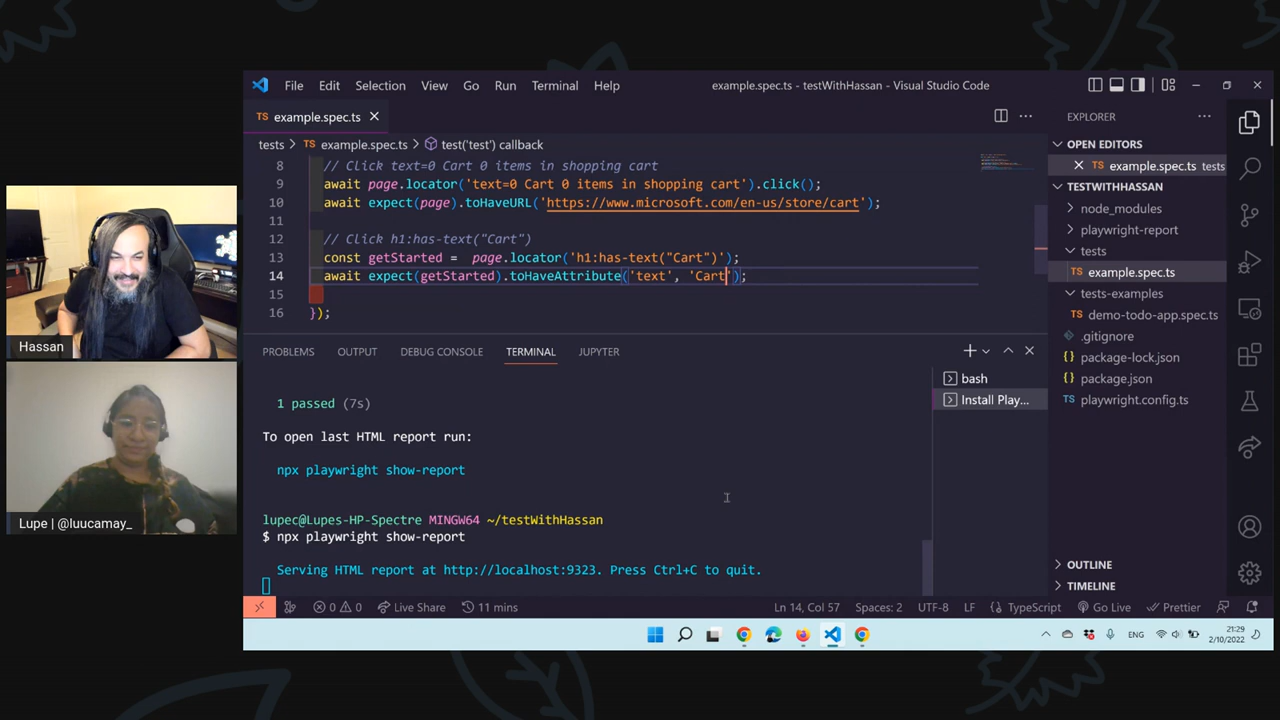 File Edit Selection View Go Run Terminal Help
example.spec.ts - testWithHassan - Visual Studio Code
TS example.spec.ts
tests > TS example.spec.ts > test('test') callback
8 // Click text=0 Cart 0 items in shopping cart
9 await page.locator('text=0 Cart 0 items in shopping cart').click();
10 await expect(page).toHaveURL('https://www.microsoft.com/en-us/store/cart');
11
12 // Click h1:has-text("Cart")
13 const getStarted = page.locator('h1:has-text("Cart")');
14 await expect(getStarted).toHaveAttribute('text', 'Cart');
15
16 });
PROBLEMS OUTPUT DEBUG CONSOLE TERMINAL JUPYTER
1 passed (7s)
To open last HTML report run:
npx playwright show-report
lupec@Lupes-HP-Spectre MINGW64 ~/testWithHassan
$ npx playwright show-report
Serving HTML report at http://localhost:9323. Press Ctrl+C to quit.
bash
Install Play...
EXPLORER
OPEN EDITORS
TS example.spec.ts tests
TESTWITHHASSAN
node_modules
playwright-report
tests
TS example.spec.ts
tests-examples
TS demo-todo-app.spec.ts
.gitignore
{} package-lock.json
{} package.json
TS playwright.config.ts
OUTLINE
TIMELINE
Hassan
Lupe | @luucamay_
0 0 Live Share 11 mins Ln 14, Col 57 Spaces: 2 UTF-8 LF {} TypeScript Go Live Prettier
ENG
21:29
2/10/2022